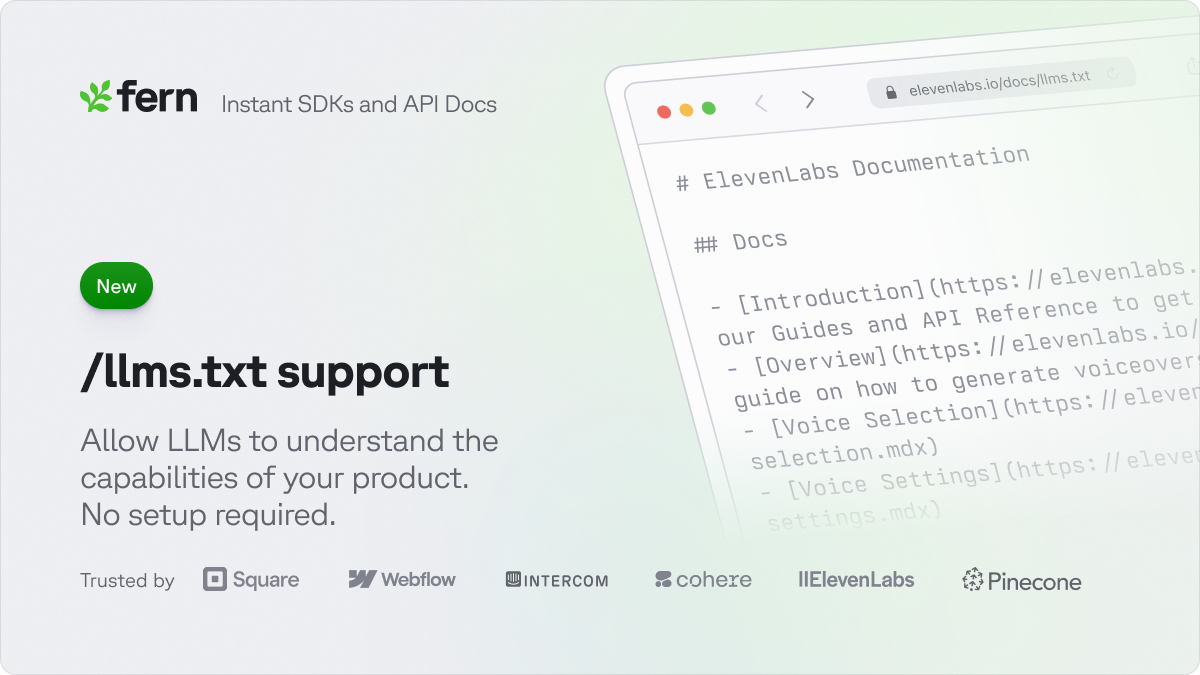 fern Instant SDKs and API Docs
elevenlabs.io/docs/llms.txt
# ElevenLabs Documentation
## Docs
- [Introduction](https://elevenlabs.
our Guides and API Reference to get
- [Overview](https://elevenlabs.io/
guide on how to generate voiceovers
- [Voice Selection](https://eleven
selection.mdx)
- [Voice Settings](https://eleven
settings.mdx)
New
/llms.txt support
Allow LLMs to understand the
capabilities of your product.
No setup required.
Trusted by Square Webflow INTERCOM cohere IIElevenLabs Pinecone